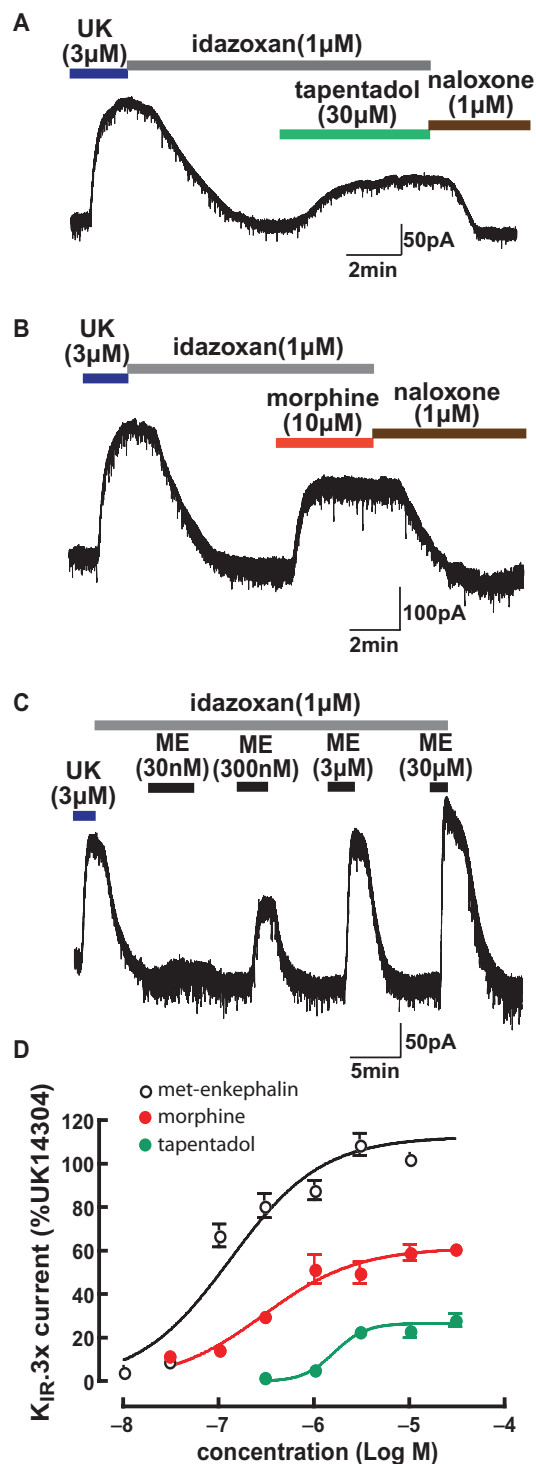 A
UK
(3µM)
idazoxan(1µM)
tapentadol
(30µM)
naloxone
(1µM)
50pA
2min
B
UK
(3µM)
idazoxan(1µM)
morphine
(10µM)
naloxone
(1µM)
100pA
2min
C
idazoxan(1µM)
UK
(3µM)
ME
(30nM)
ME
(300nM)
ME
(3µM)
ME
(30µM)
50pA
5min
D
met-enkephalin
morphine
tapentadol
KIR.3x current (%UK14304)
120
100
80
60
40
20
0
−8 −7 −6 −5 −4
concentration (Log M)